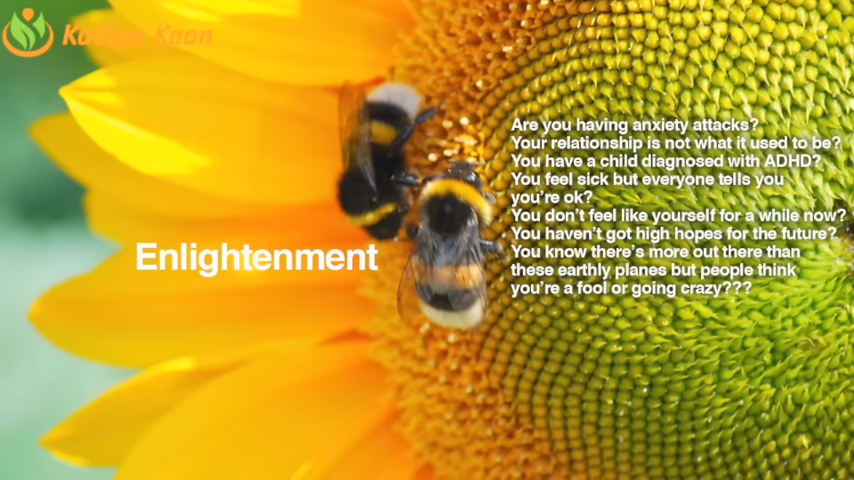 Are you having anxiety attacks?
Your relationship is not what it used to be?
You have a child diagnosed with ADHD?
You feel sick but everyone tells you
you're ok?
You don't feel like yourself for a while now?
You haven't got high hopes for the future?
You know there's more out there than
these earthly planes but people think
you're a fool or going crazy???
Enlightenment